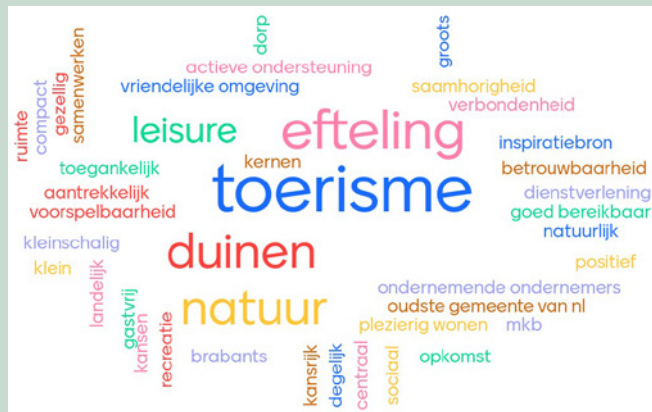 dorp
groots
actieve ondersteuning
vriendelijke omgeving
saamhorigheid
verbondenheid
ruimte
compact
gezellig
samenwerken
leisure
efteling
inspiratiebron
toegankelijk
kernen
betrouwbaarheid
aantrekkelijk
toerisme
dienstverlening
voorspelbaarheid
goed bereikbaar
natuurlijk
kleinschalig
duinen
positief
klein
landelijk
gastvrij
kansen
recreatie
natuur
ondernemende ondernemers
oudste gemeente van nl
plezierig wonen
mkb
brabants
kansrijk
degelijk
centraal
sociaal
opkomst